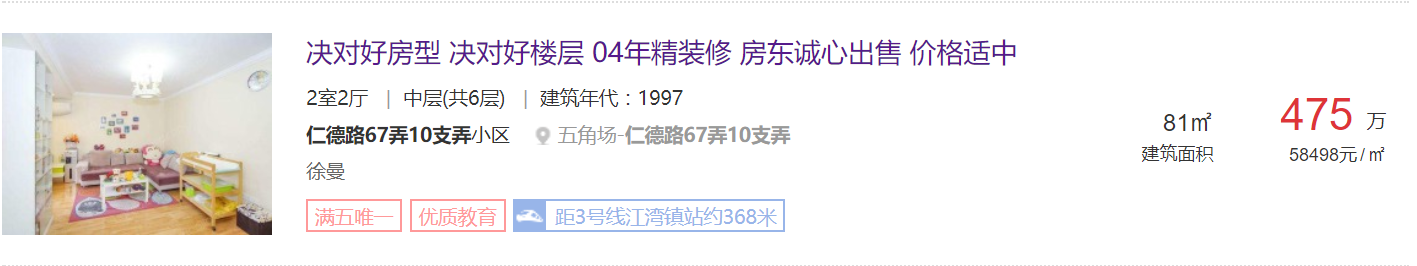 决对好房型 决对好楼层 04年精装修 房东诚心出售 价格适中
2室2厅 | 中层(共6层) | 建筑年代：1997
仁德路67弄10支弄小区 五角场-仁德路67弄10支弄
徐曼
满五唯一 优质教育 距3号线江湾镇站约368米
81㎡
建筑面积
475 万
58498元/㎡